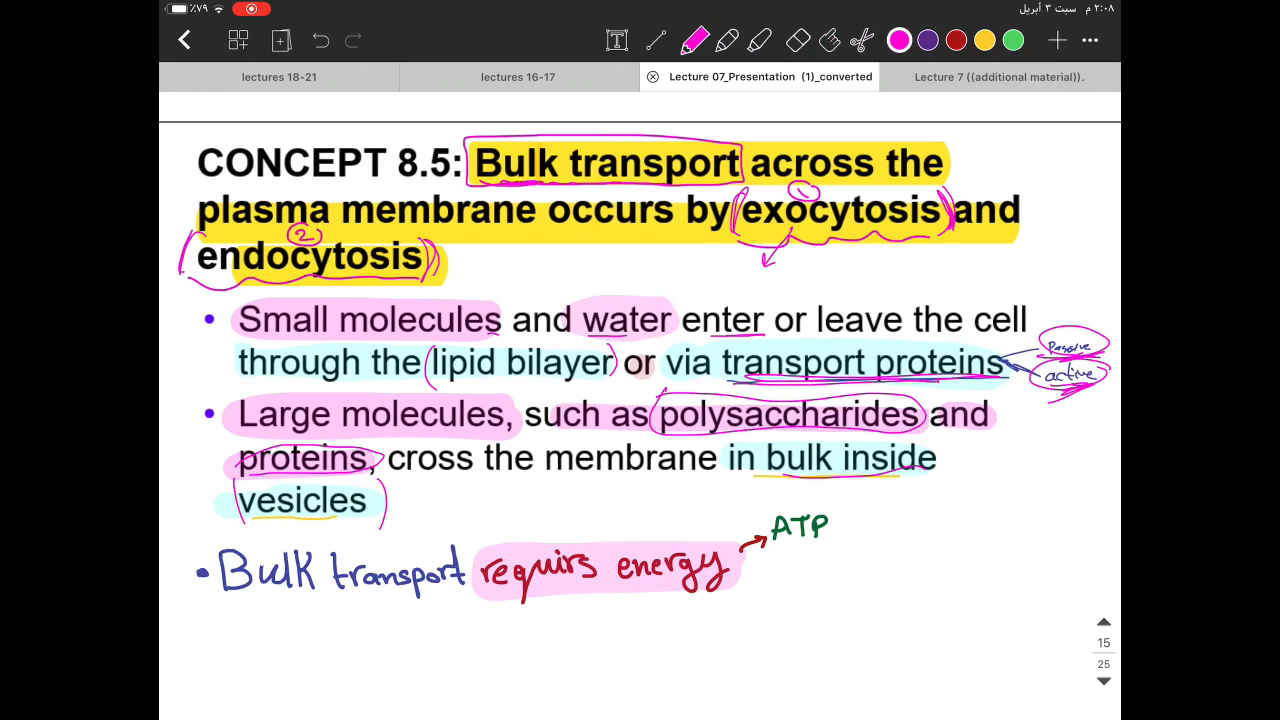 ٪٧٩
٢:٠٨ م سبت ٣ أبريل
lectures 18-21
lectures 16-17
Lecture 07_Presentation (1)_converted
Lecture 7 ((additional material)).
CONCEPT 8.5: Bulk transport across the
1
plasma membrane occurs by (exocytosis) and
2
(endocytosis))
• Small molecules and water enter or leave the cell
through the (lipid bilayer) or via transport proteins
Passive
active
• Large molecules, such as polysaccharides and
proteins, cross the membrane in bulk inside
(vesicles)
ATP
• Bulk transport requirs energy
15
25